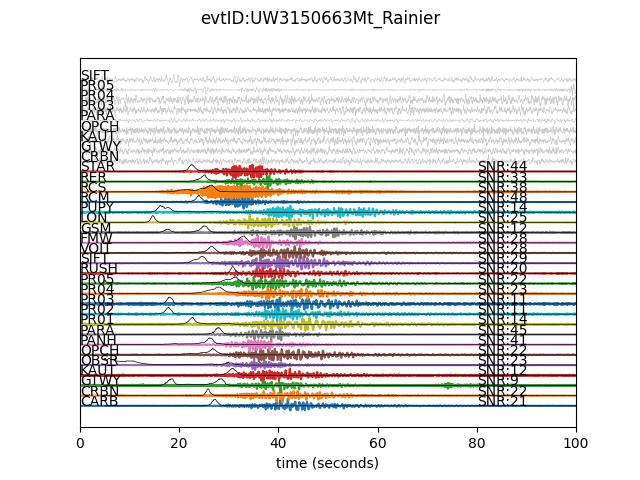 evtID:UW3150663Mt_Rainier
SIFT
PR05
PR04
PR03
PARA
OPCH
KAUT
GTWY
CRBN
STAR SNR:44
RER SNR:33
RCS SNR:38
RCM SNR:48
PUPY SNR:14
LON SNR:25
GSM SNR:12
FMW SNR:28
VOIT SNR:25
SIFT SNR:29
RUSH SNR:20
PR05 SNR:22
PR04 SNR:23
PR03 SNR:11
PR02 SNR:11
PR01 SNR:14
PARA SNR:45
PANH SNR:41
OPCH SNR:22
OBSR SNR:23
KAUT SNR:12
GTWY SNR:9
CRBN SNR:22
CARB SNR:21
0 20 40 60 80 100
time (seconds)